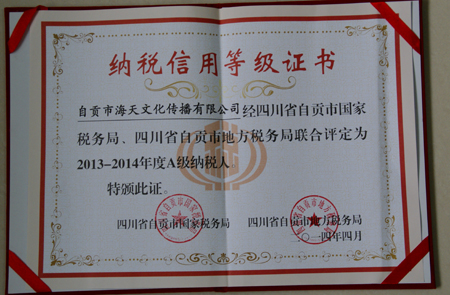 纳税信用等级证书
自贡市海天文化传播有限公司经四川省自贡市国家
税务局、四川省自贡市地方税务局联合评定为
2013-2014年度A级纳税人
特颁此证。
四川省自贡市国家税务局 四川省自贡市地方税务局
二〇一四年四月